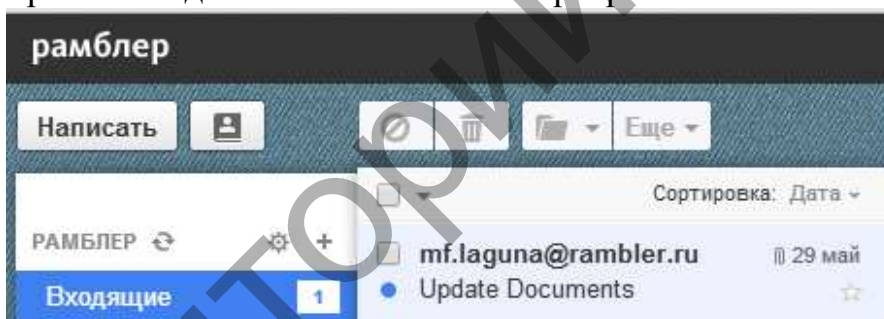 рамблер
Написать Еще
Сортировка: Дата
РАМБЛЕР
mf.laguna@rambler.ru 29 май
Входящие 1 Update Documents